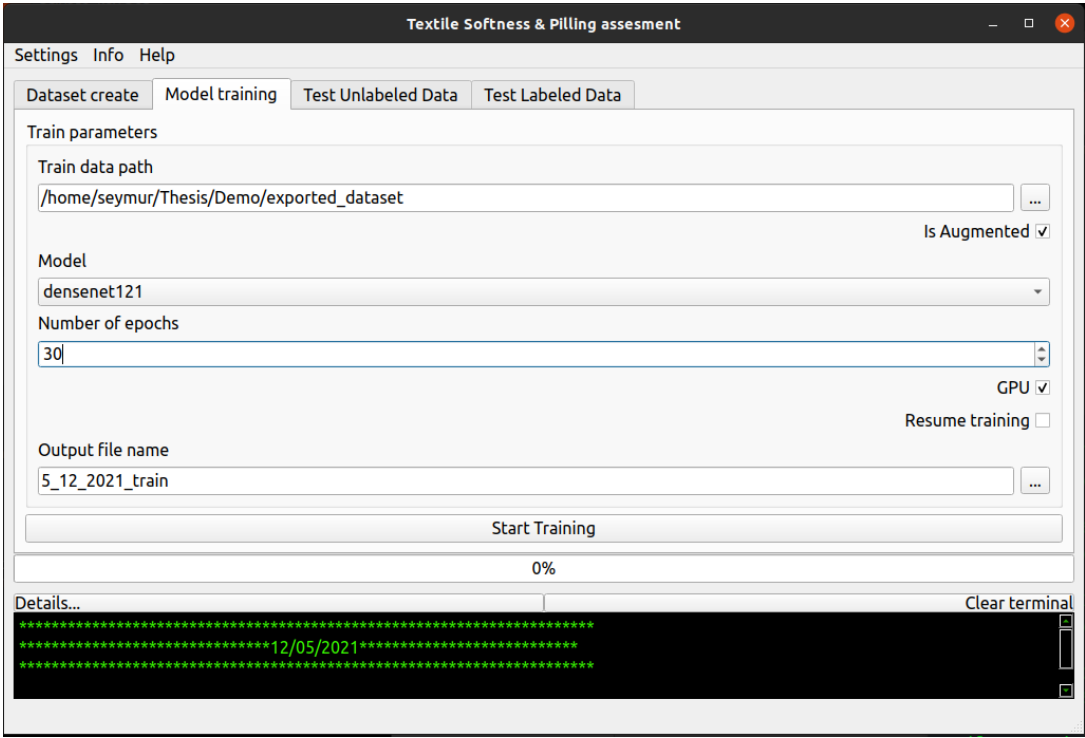 Textile Softness & Pilling assesment
Settings Info Help
Dataset create Model training Test Unlabeled Data Test Labeled Data
Train parameters
Train data path
/home/seymur/Thesis/Demo/exported_dataset ...
Is Augmented
Model
densenet121
Number of epochs
30
GPU
Resume training
Output file name
5_12_2021_train ...
Start Training
0%
Details... Clear terminal
***********************************************************************
*******************************12/05/2021***************************
***********************************************************************